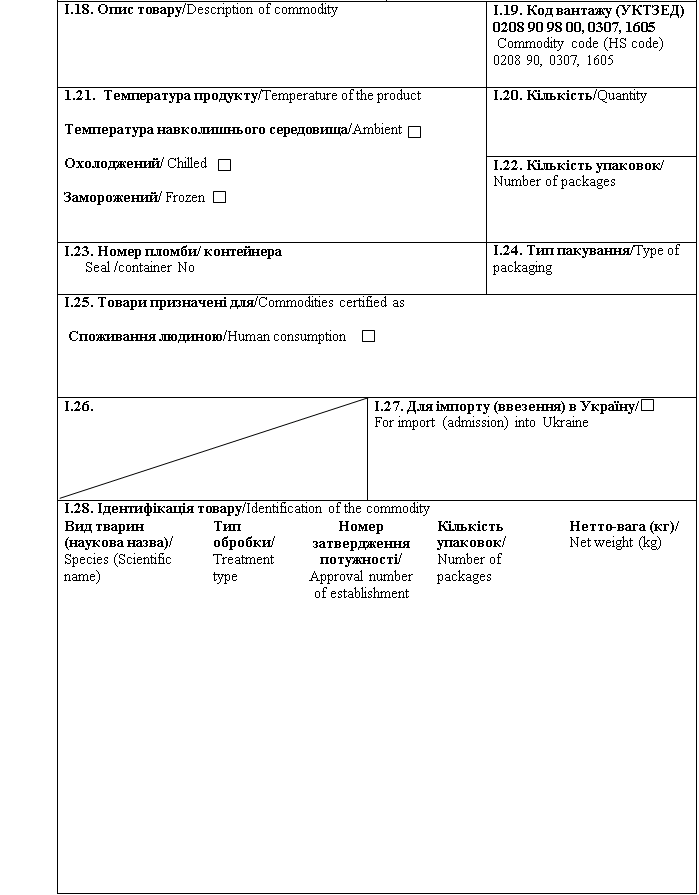 I.18. Опис товару/Description of commodity
I.19. Код вантажу (УКТЗЕД)
0208 90 98 00, 0307, 1605
Commodity code (HS code)
0208 90, 0307, 1605
1.21. Температура продукту/Temperature of the product
Температура навколишнього середовища/Ambient
Охолоджений/ Chilled
Заморожений/ Frozen
I.20. Кількість/Quantity
I.22. Кількість упаковок/
Number of packages
I.23. Номер пломби/ контейнера
Seal /container No
I.24. Тип пакування/Type of
packaging
I.25. Товари призначені для/Commodities certified as
Споживання людиною/Human consumption
I.26.
I.27. Для імпорту (ввезення) в Україну/
For import (admission) into Ukraine
I.28. Ідентифікація товару/Identification of the commodity
Вид тварин
(наукова назва)/
Species (Scientific
name)
Тип
обробки/
Treatment
type
Номер
затвердження
потужності/
Approval number
of establishment
Кількість
упаковок/
Number of
packages
Нетто-вага (кг)/
Net weight (kg)